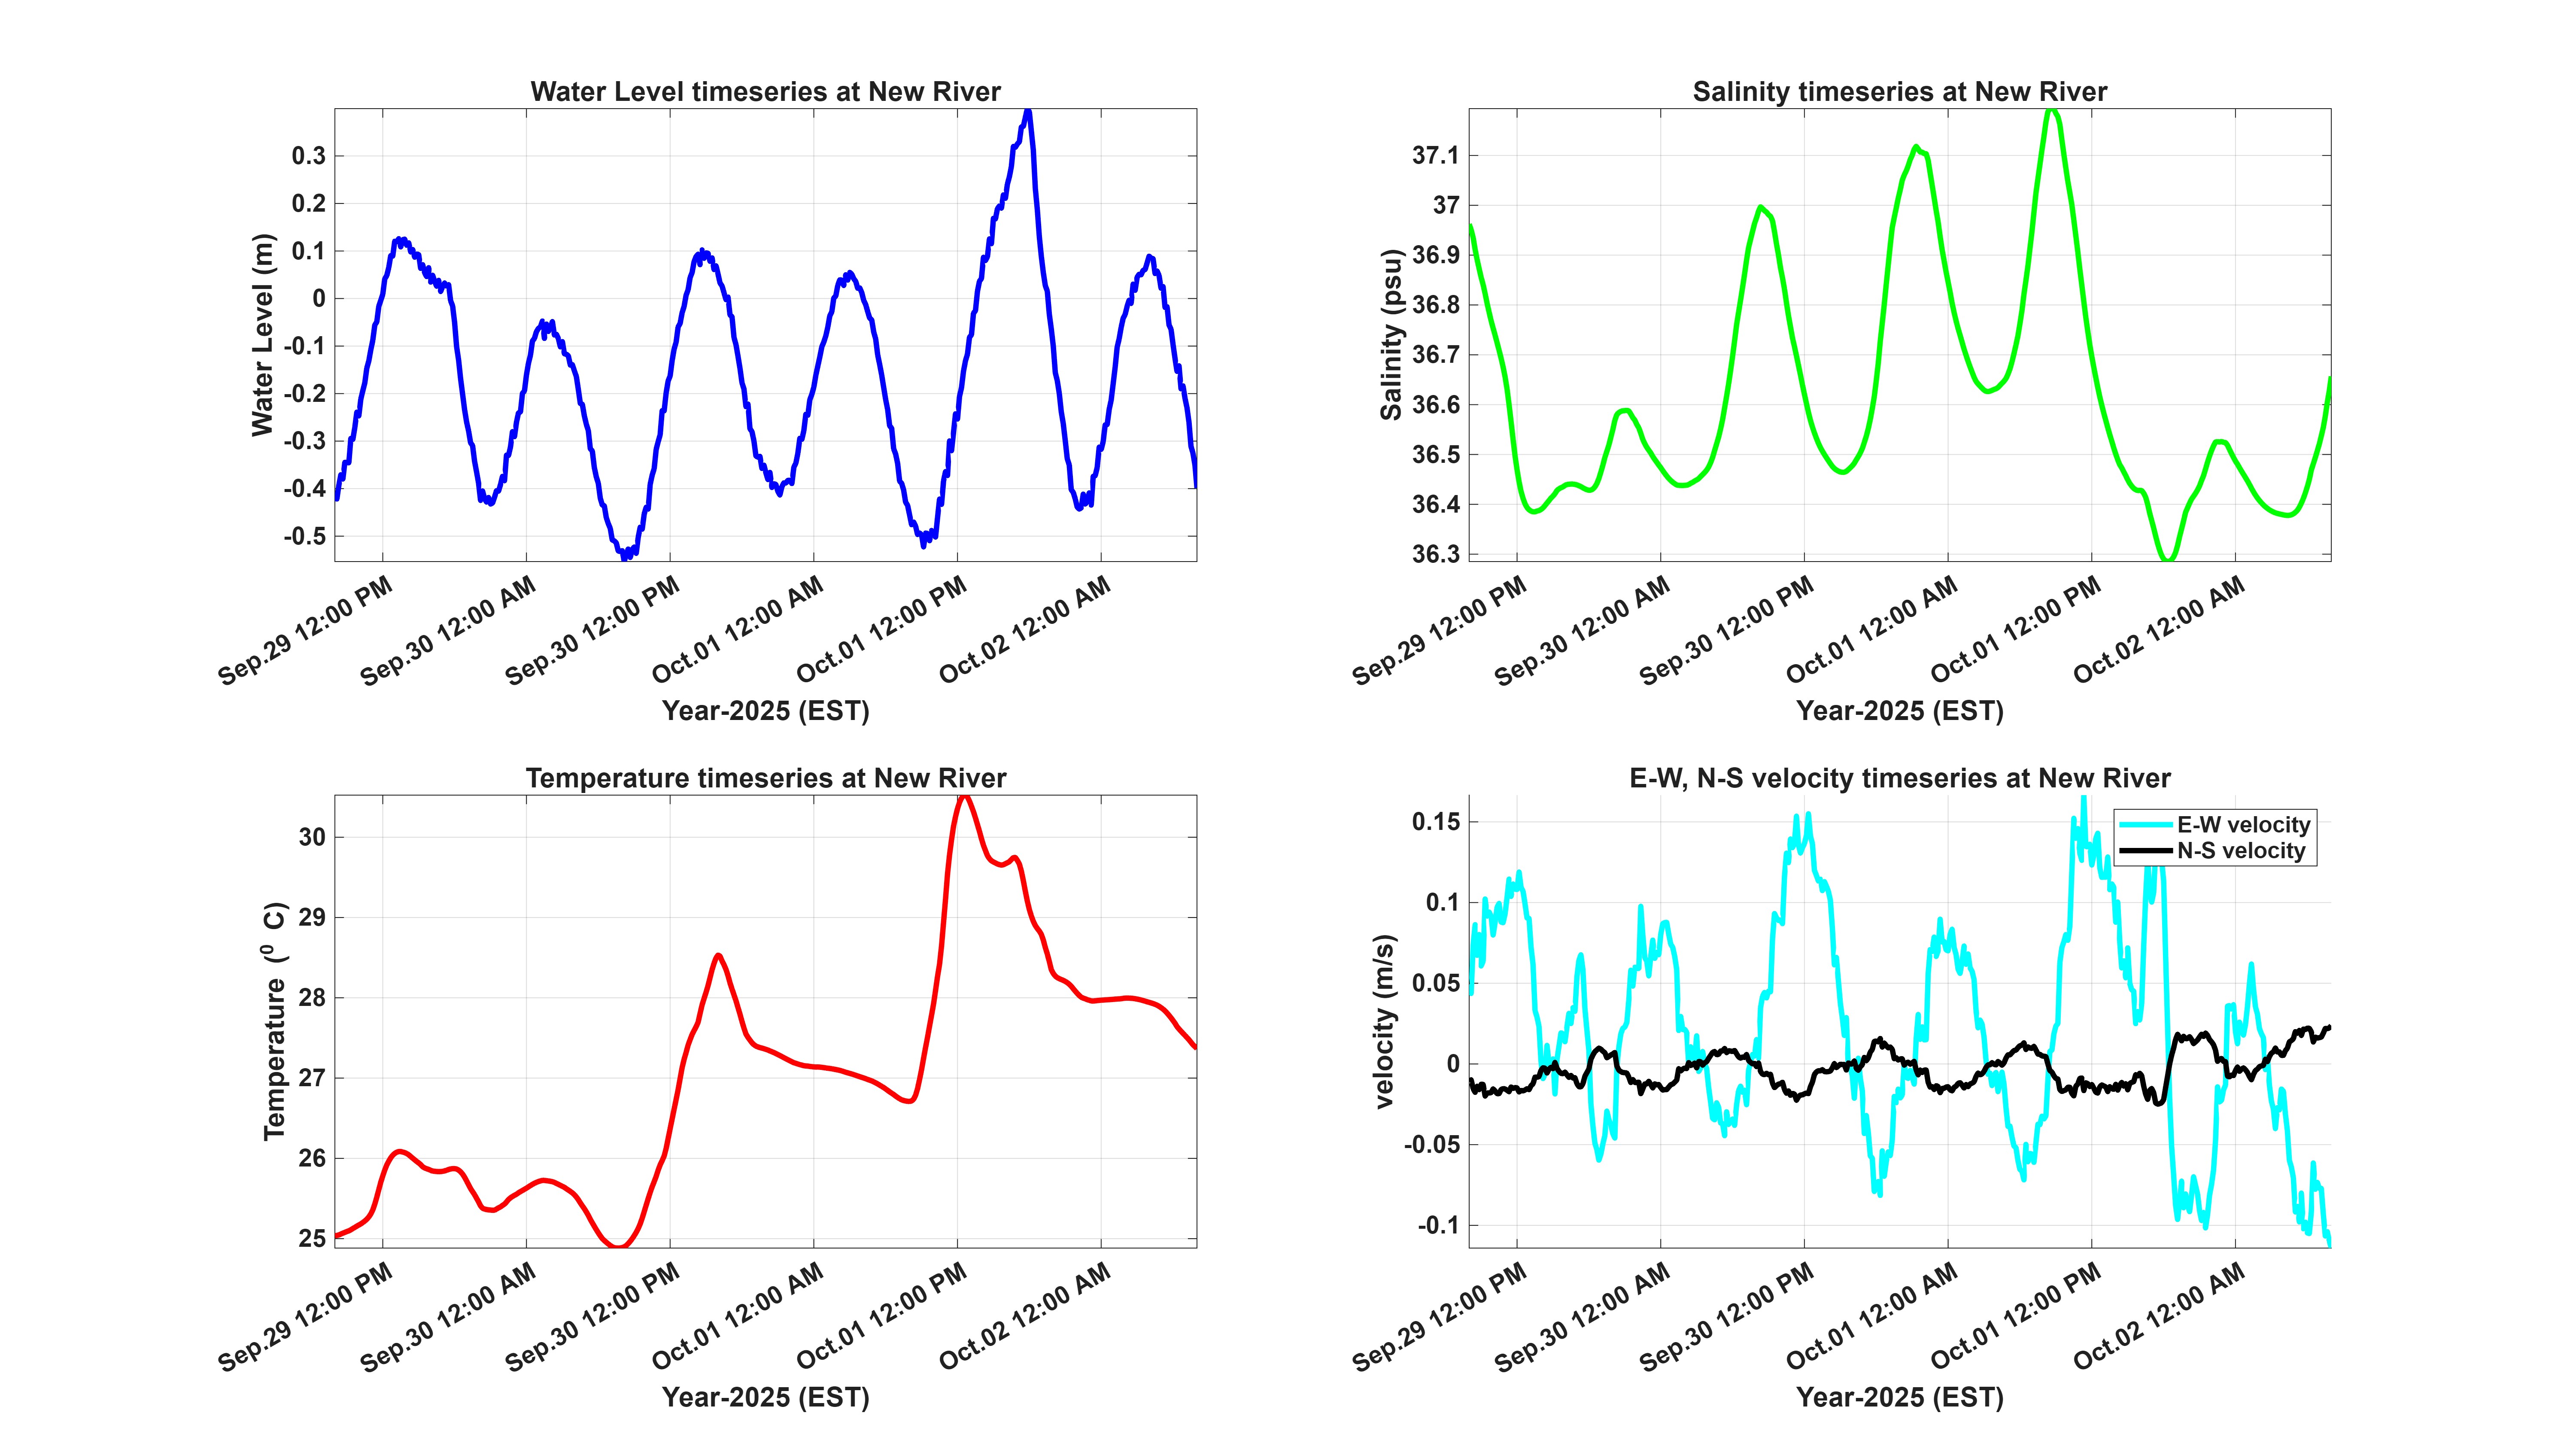 Water Level timeseries at New River
Water Level (m)
0.3
0.2
0.1
0
-0.1
-0.2
-0.3
-0.4
-0.5
Sep.29 12:00 PM
Sep.30 12:00 AM
Sep.30 12:00 PM
Oct.01 12:00 AM
Oct.01 12:00 PM
Oct.02 12:00 AM
Year-2025 (EST)
Salinity timeseries at New River
Salinity (psu)
37.1
37
36.9
36.8
36.7
36.6
36.5
36.4
36.3
Sep.29 12:00 PM
Sep.30 12:00 AM
Sep.30 12:00 PM
Oct.01 12:00 AM
Oct.01 12:00 PM
Oct.02 12:00 AM
Year-2025 (EST)
Temperature timeseries at New River
Temperature (⁰ C)
30
29
28
27
26
25
Sep.29 12:00 PM
Sep.30 12:00 AM
Sep.30 12:00 PM
Oct.01 12:00 AM
Oct.01 12:00 PM
Oct.02 12:00 AM
Year-2025 (EST)
E-W, N-S velocity timeseries at New River
velocity (m/s)
0.15
0.1
0.05
0
-0.05
-0.1
E-W velocity
N-S velocity
Sep.29 12:00 PM
Sep.30 12:00 AM
Sep.30 12:00 PM
Oct.01 12:00 AM
Oct.01 12:00 PM
Oct.02 12:00 AM
Year-2025 (EST)